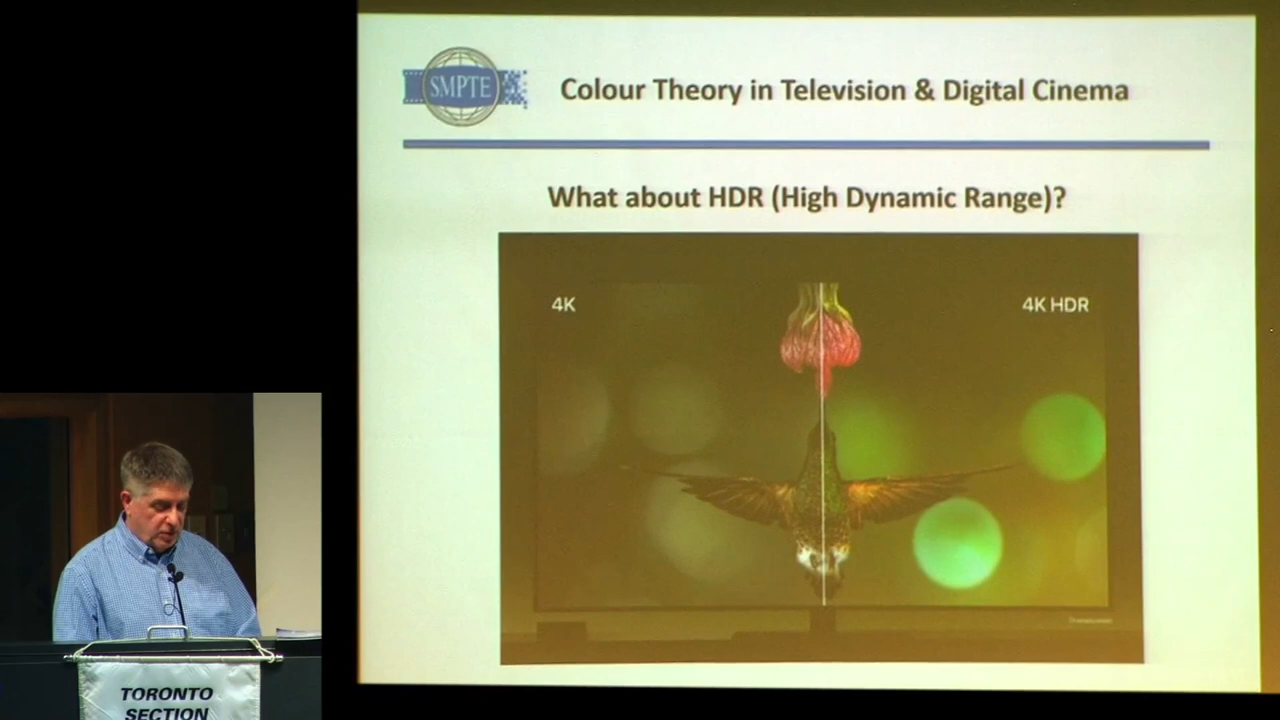 SMPTE
Colour Theory in Television & Digital Cinema
What about HDR (High Dynamic Range)?
4K
4K HDR
TORONTO
SECTION